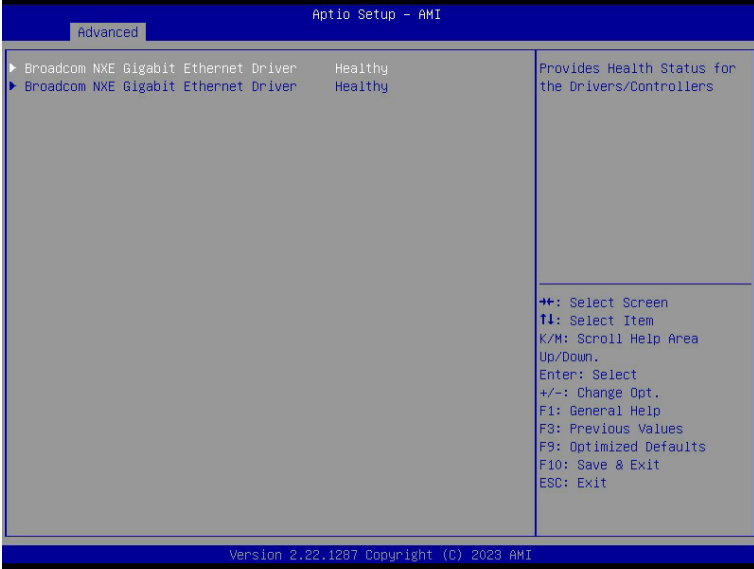 Aptio Setup – AMI
Advanced
▶ Broadcom NXE Gigabit Ethernet Driver Healthy
▶ Broadcom NXE Gigabit Ethernet Driver Healthy
Provides Health Status for
the Drivers/Controllers
→←: Select Screen
↑↓: Select Item
K/M: Scroll Help Area
Up/Down.
Enter: Select
+/-: Change Opt.
F1: General Help
F3: Previous Values
F9: Optimized Defaults
F10: Save & Exit
ESC: Exit
Version 2.22.1287 Copyright (C) 2023 AMI